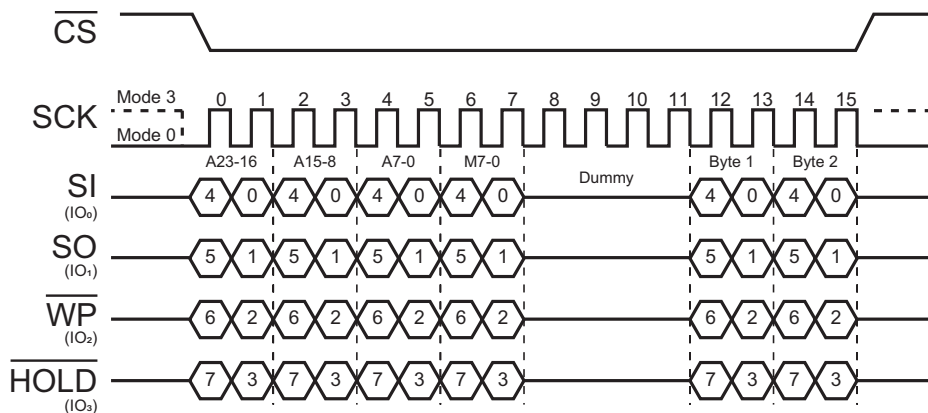 CS
SCK Mode 3 0 1 2 3 4 5 6 7 8 9 10 11 12 13 14 15
Mode 0
A23-16 A15-8 A7-0 M7-0 Byte 1 Byte 2
SI 4 0 4 0 4 0 4 0 Dummy 4 0 4 0
(IO₀)
SO 5 1 5 1 5 1 5 1 5 1 5 1
(IO₁)
WP 6 2 6 2 6 2 6 2 6 2 6 2
(IO₂)
HOLD 7 3 7 3 7 3 7 3 7 3 7 3
(IO₃)